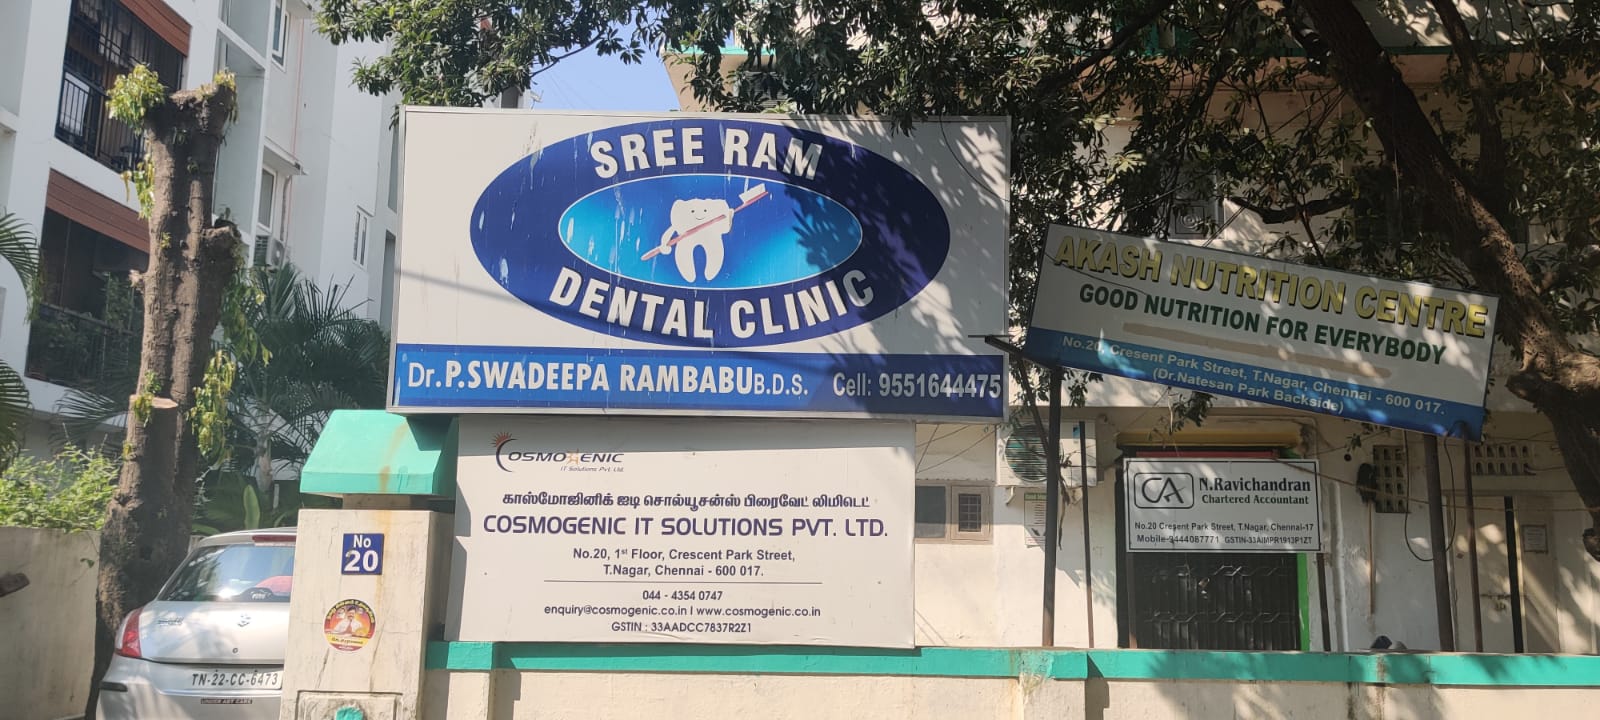 SREE RAM
DENTAL CLINIC
Dr.P.SWADEEPA RAMBABU B.D.S. Cell: 9551644475
COSMOGENIC
IT Solutions Pvt. Ltd.
காஸ்மோஜினிக் ஐடி சொல்யூசன்ஸ் பிரைவேட் லிமிடெட்
COSMOGENIC IT SOLUTIONS PVT. LTD.
No.20, 1st Floor, Crescent Park Street,
T.Nagar, Chennai - 600 017.
044 - 4354 0747
enquiry@cosmogenic.co.in I www.cosmogenic.co.in
GSTIN : 33AADCC7837R2Z1
AKASH NUTRITION CENTRE
GOOD NUTRITION FOR EVERYBODY
No.20, Cresent Park Street, T.Nagar, Chennai - 600 017.
(Dr.Natesan Park Backside)
CA N.Ravichandran
Chartered Accountant
No.20 Cresent Park Street, T.Nagar, Chennai-17
Mobile-9444087771 GSTIN-33AIMPR1913P1ZT
No
20
TN-22-CC-6473
UNDER ABT CARE